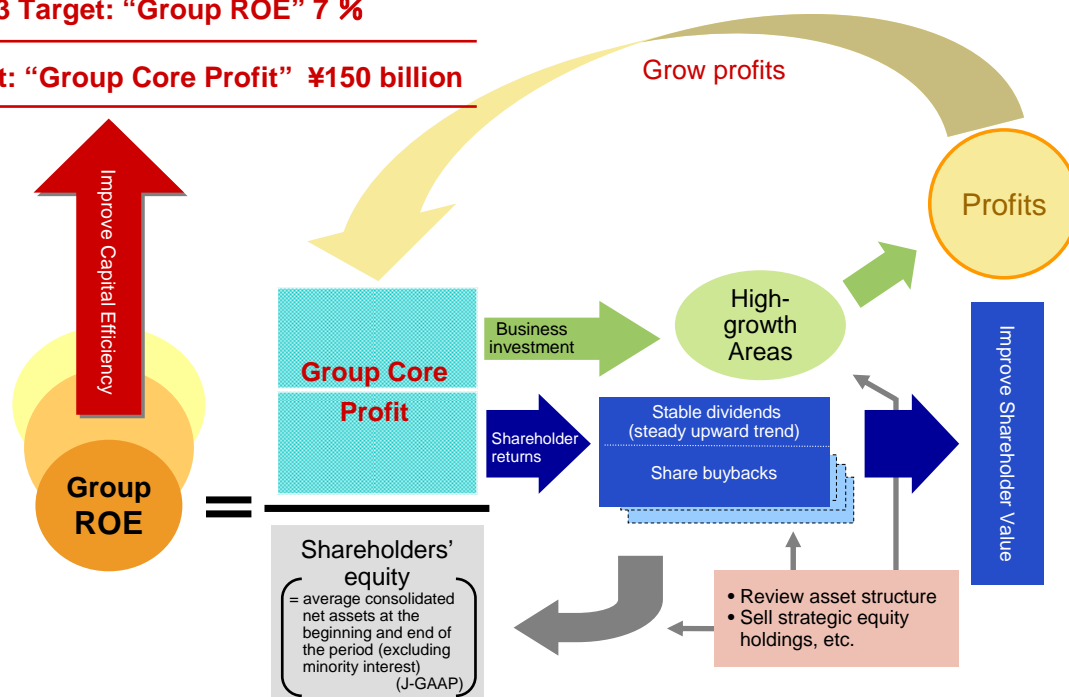 3 Target: “Group ROE” 7 %
t: “Group Core Profit” ¥150 billion
Grow profits
Improve Capital Efficiency
Profits
High-
growth
Areas
Business
investment
Group Core
Profit
Stable dividends
(steady upward trend)
Share buybacks
Shareholder
returns
Improve Shareholder Value
Group
ROE
=
Shareholders’
equity
= average consolidated
net assets at the
beginning and end of
the period (excluding
minority interest)
(J-GAAP)
• Review asset structure
• Sell strategic equity
holdings, etc.